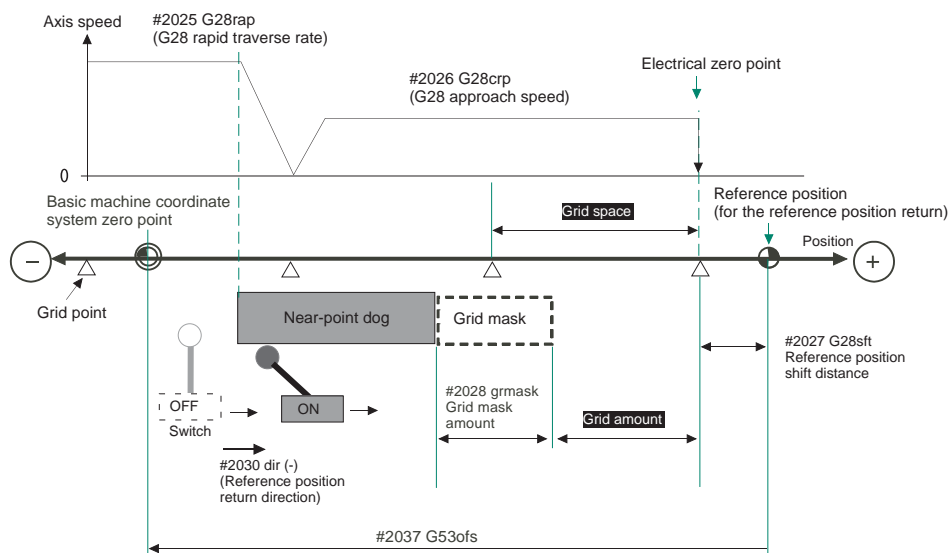 Axis speed
#2025 G28rap
(G28 rapid traverse rate)
Electrical zero point
#2026 G28crp
(G28 approach speed)
0
Basic machine coordinate
system zero point
Reference position
(for the reference position return)
Grid space
Position
−
+
Grid point
Near-point dog
Grid mask
#2027 G28sft
Reference position
shift distance
OFF
Switch
ON
#2028 grmask
Grid mask
amount
Grid amount
#2030 dir (-)
(Reference position
return direction)
#2037 G53ofs